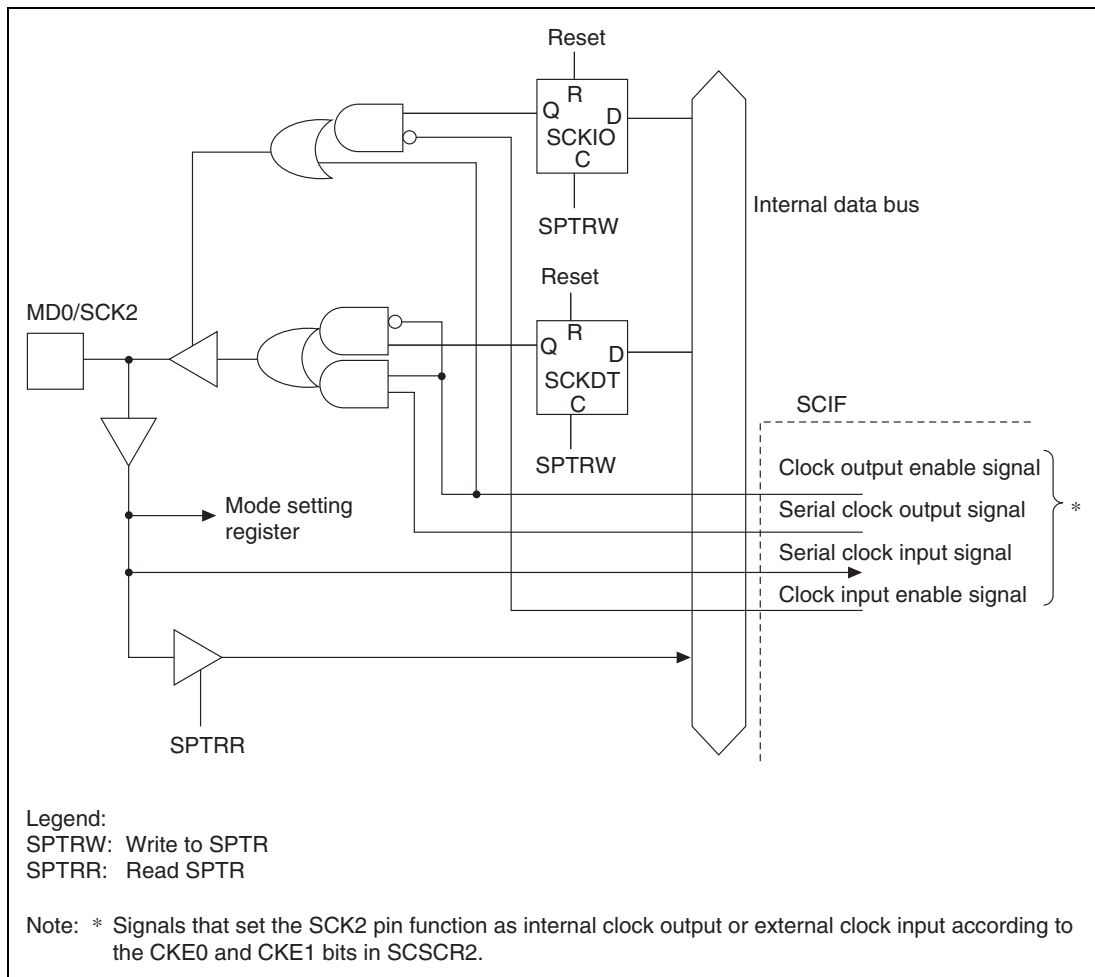 Reset
R
Q
D
SCKIO
C
SPTRW
Internal data bus
Reset
MD0/SCK2
R
Q
D
SCKDT
C
SCIF
SPTRW
Clock output enable signal
Serial clock output signal
*
Mode setting
register
Serial clock input signal
Clock input enable signal
SPTRR
Legend:
SPTRW: Write to SPTR
SPTRR: Read SPTR
Note: * Signals that set the SCK2 pin function as internal clock output or external clock input according to
the CKE0 and CKE1 bits in SCSCR2.